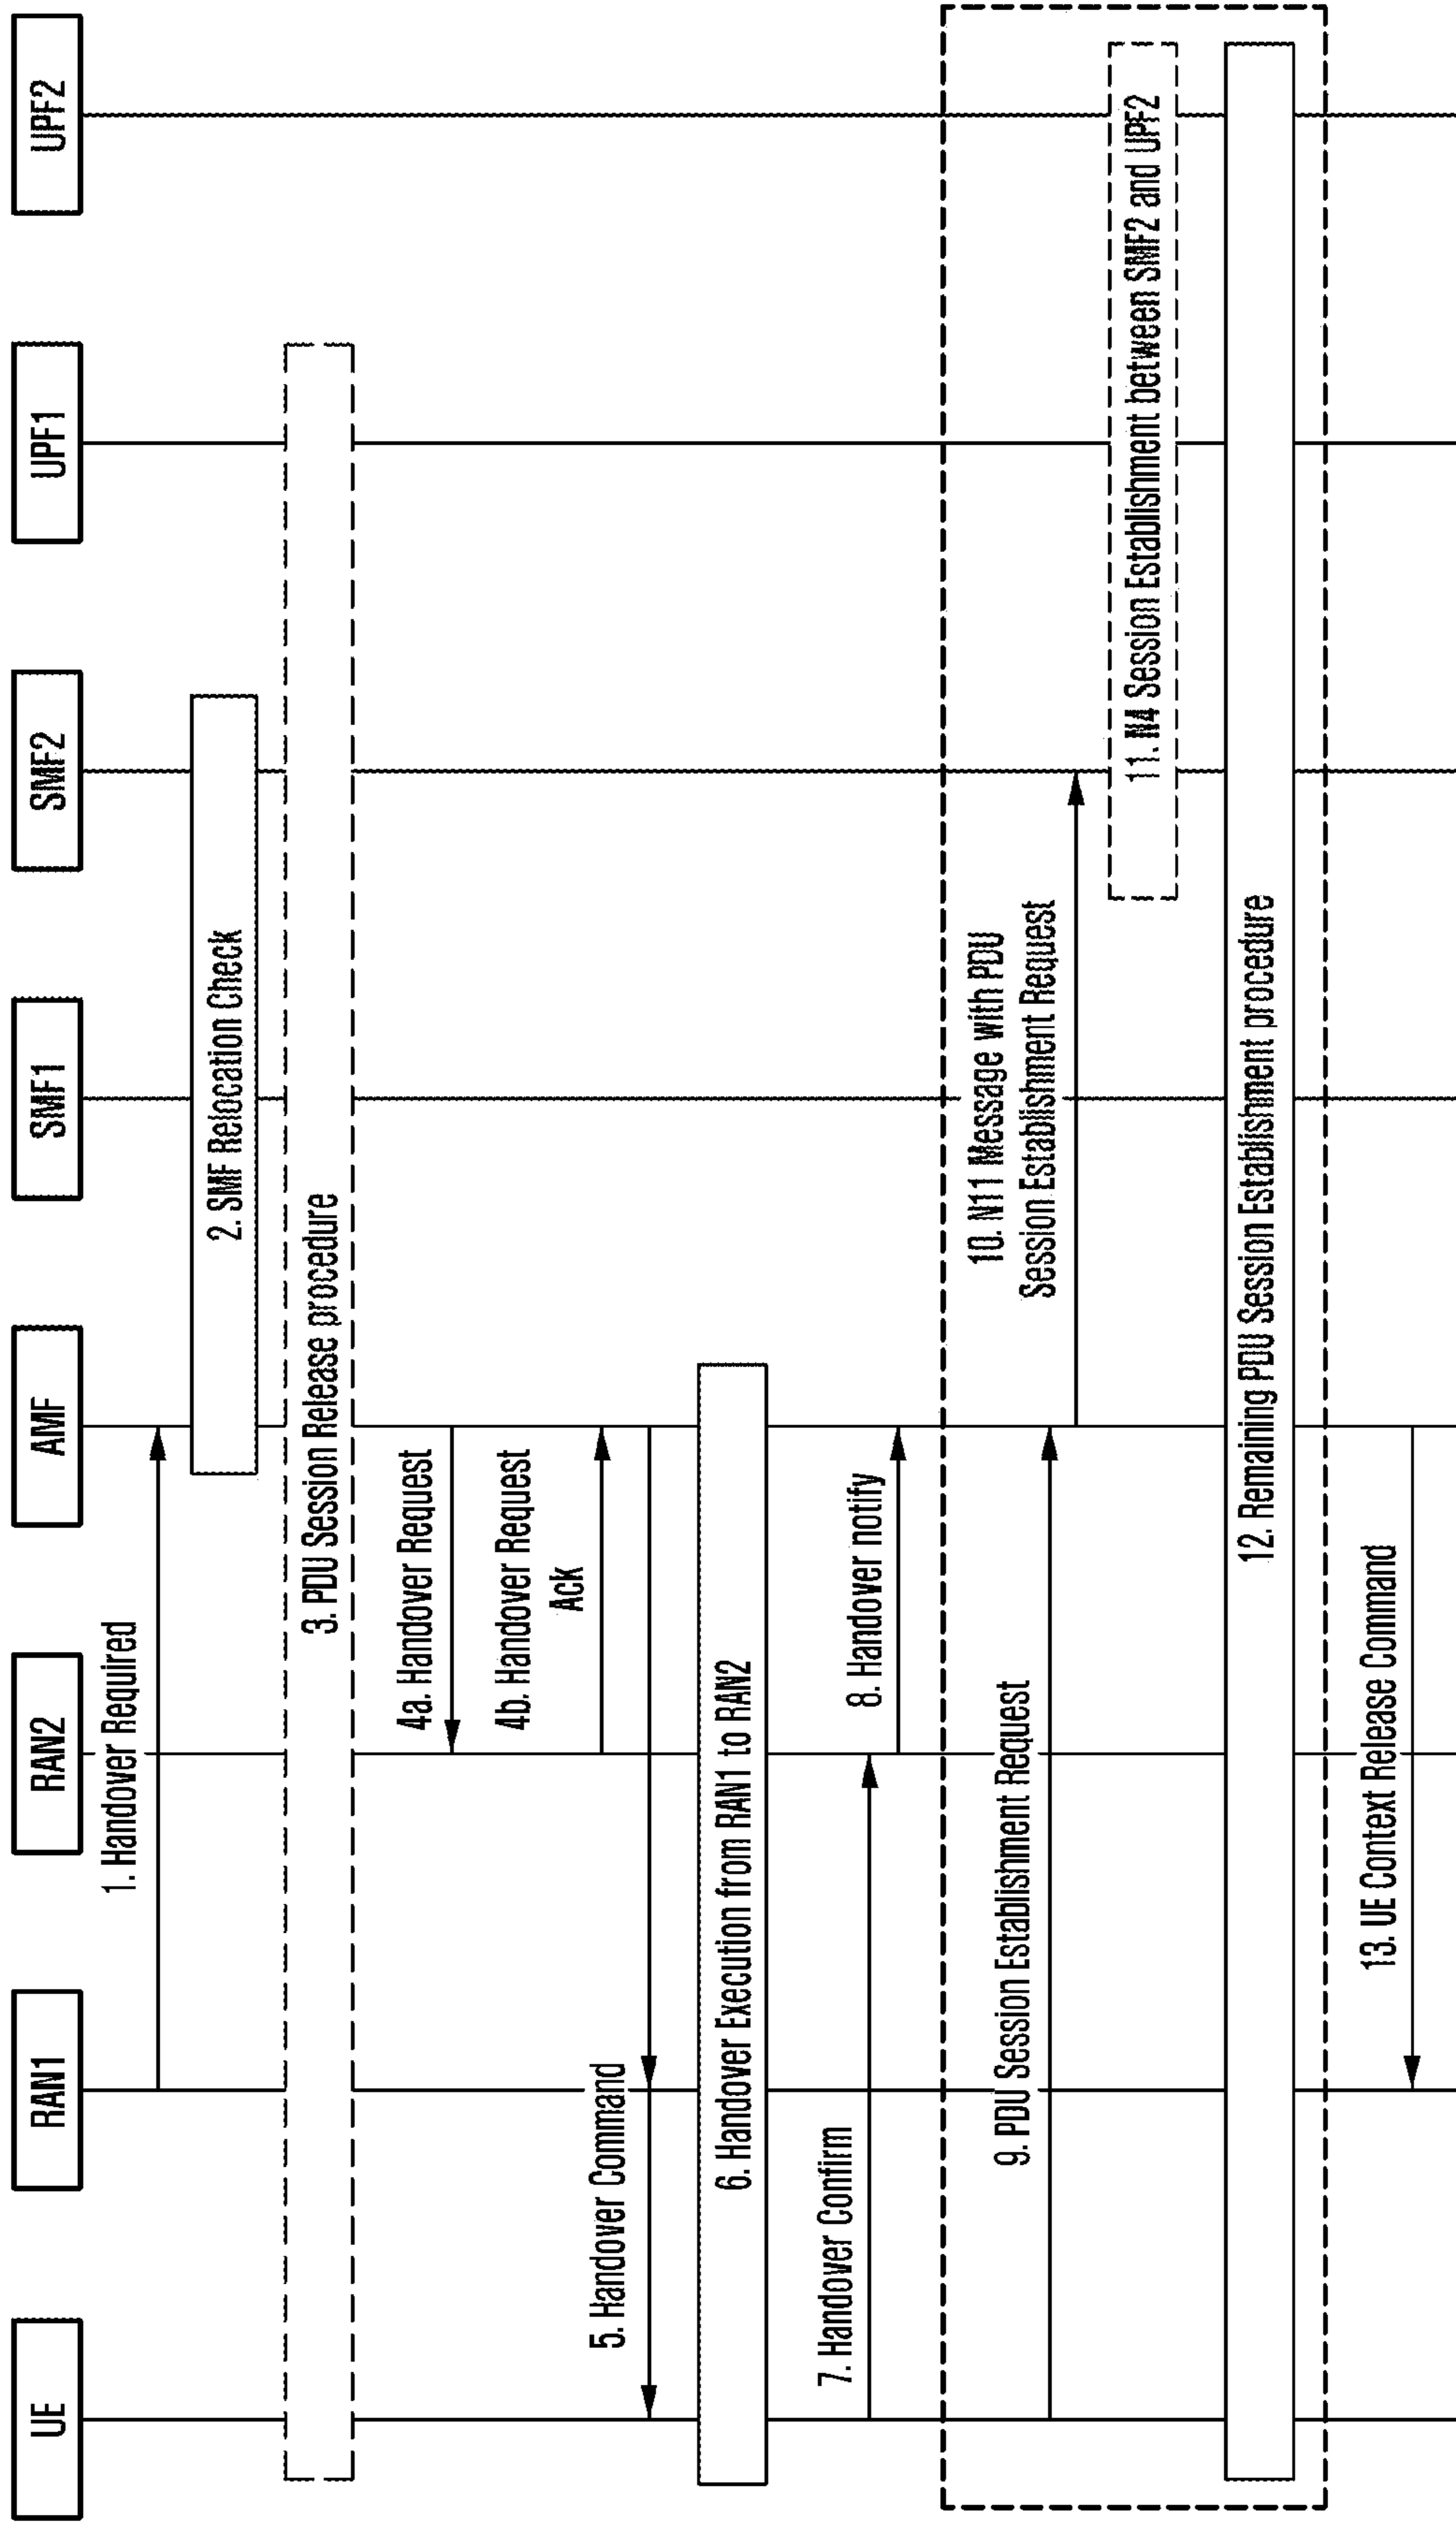 UE
RAN1
RAN2
AMF
SMF1
SMF2
UPF1
UPF2
1. Handover Required
2. SMF Relocation Check
3. PDU Session Release procedure
4a. Handover Request
4b. Handover Request
Ack
5. Handover Command
6. Handover Execution from RAN1 to RAN2
7. Handover Confirm
8. Handover notify
9. PDU Session Establishment Request
10. N11 Message with PDU
Session Establishment Request
11. N4 Session Establishment between SMF2 and UPF2
12. Remaining PDU Session Establishment procedure
13. UE Context Release Command